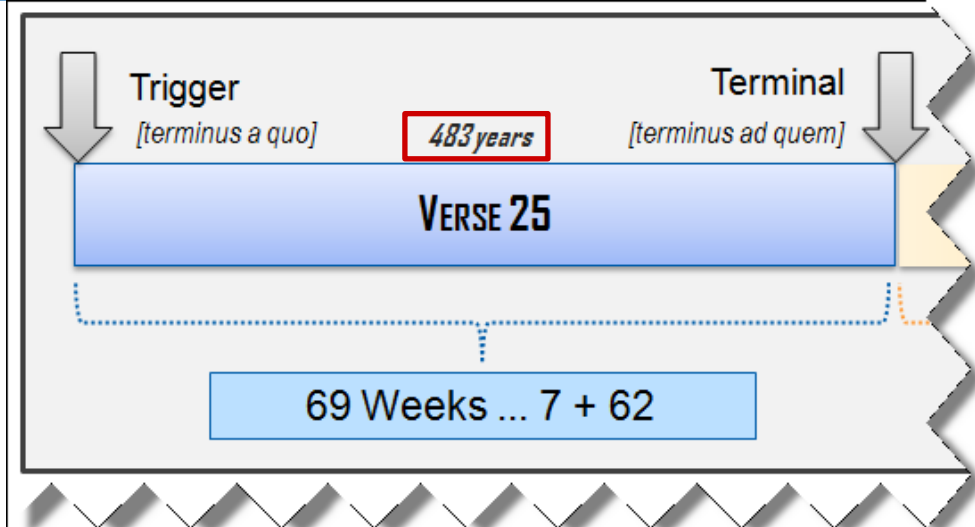 Trigger
[terminus a quo]
483 years
Terminal
[terminus ad quem]
VERSE 25
69 Weeks ... 7 + 62